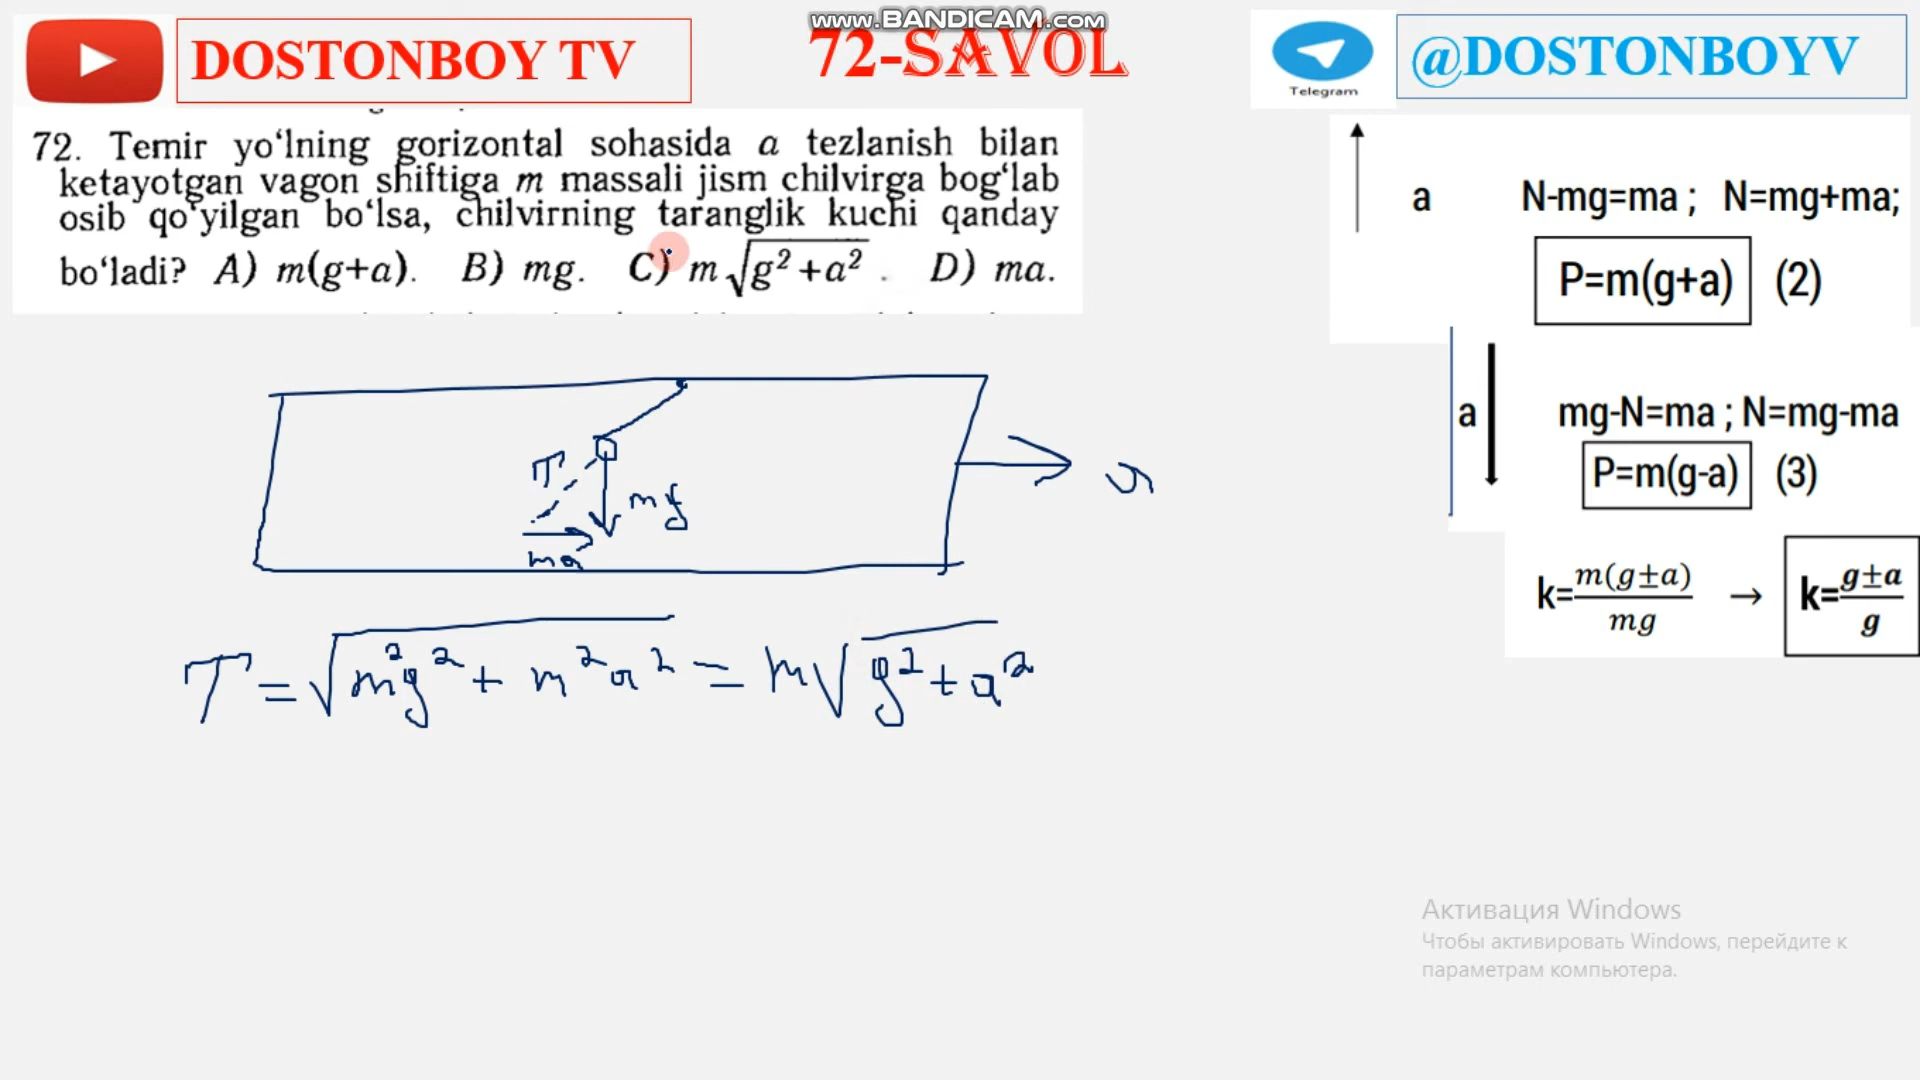 www.BANDICAM.com
DOSTONBOY TV
72-SAVOL
Telegram
@DOSTONBOYV
72. Temir yo‘lning gorizontal sohasida a tezlanish bilan
ketayotgan vagon shiftiga m massali jism chilvirga bog‘lab
osib qo‘yilgan bo‘lsa, chilvirning taranglik kuchi qanday
bo‘ladi? A) m(g+a). B) mg. C) m√(g²+a²). D) ma.
a N-mg=ma ; N=mg+ma;
P=m(g+a) (2)
a mg-N=ma ; N=mg-ma
P=m(g-a) (3)
k=m(g±a)/mg → k=g±a/g
T
mg
ma
T=√(m²g²+m²a²)=m√(g²+a²)
Активация Windows
Чтобы активировать Windows, перейдите к
параметрам компьютера.